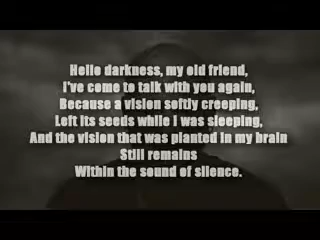 Hello darkness, my old friend,
I've come to talk with you again,
Because a vision softly creeping,
Left its seeds while I was sleeping,
And the vision that was planted in my brain
Still remains
Within the sound of silence.